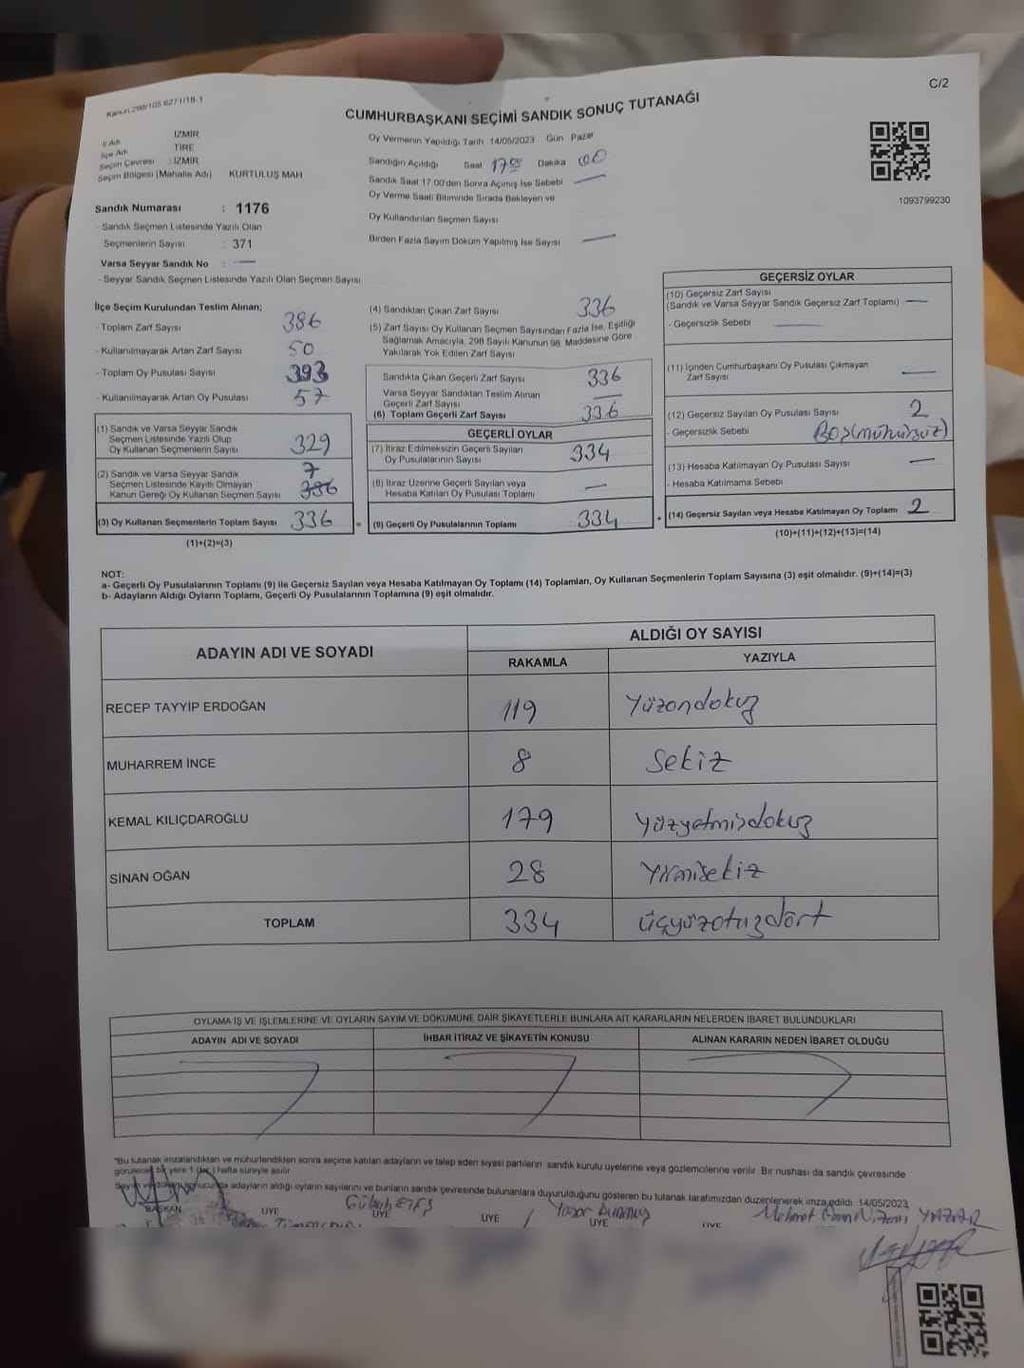 Kanun:298/105 6271/18-1
C/2
CUMHURBAŞKANI SEÇİMİ SANDIK SONUÇ TUTANAĞI
İl Adı İZMİR
İlçe Adı TİRE
Seçim Çevresi : İZMİR
Seçim Bölgesi (Mahalle Adı) KURTULUŞ MAH
Sandık Numarası : 1176
- Sandık Seçmen Listesinde Yazılı Olan
Seçmenlerin Sayısı : 371
Varsa Seyyar Sandık No : —
- Seyyar Sandık Seçmen Listesinde Yazılı Olan Seçmen Sayısı
Oy Vermenin Yapıldığı Tarih 14/05/2023 Gün Pazar
Sandığın Açıldığı Saat 17:00 Dakika 00
Sandık Saat 17:00'den Sonra Açılmış İse Sebebi —
Oy Verme Saati Bitiminde Sırada Bekleyen ve
Oy Kullandırılan Seçmen Sayısı
Birden Fazla Sayım Döküm Yapılmış İse Sayısı —
1093799230
İlçe Seçim Kurulundan Teslim Alınan;
- Toplam Zarf Sayısı 386
- Kullanılmayarak Artan Zarf Sayısı 50
- Toplam Oy Pusulası Sayısı 393
- Kullanılmayarak Artan Oy Pusulası 57
(1) Sandık ve Varsa Seyyar Sandık
Seçmen Listesinde Yazılı Olup
Oy Kullanan Seçmenlerin Sayısı 329
(2) Sandık ve Varsa Seyyar Sandık
Seçmen Listesinde Kayıtlı Olmayan 7
Kanun Gereği Oy Kullanan Seçmen Sayısı
(3) Oy Kullanan Seçmenlerin Toplam Sayısı 336
(1)+(2)=(3)
(4) Sandıktan Çıkan Zarf Sayısı 336
(5) Zarf Sayısı Oy Kullanan Seçmen Sayısından Fazla İse, Eşitliği
Sağlamak Amacıyla, 298 Sayılı Kanunun 98. Maddesine Göre
Yakılarak Yok Edilen Zarf Sayısı
Sandıkta Çıkan Geçerli Zarf Sayısı 336
Varsa Seyyar Sandıktan Teslim Alınan
Geçerli Zarf Sayısı —
(6) Toplam Geçerli Zarf Sayısı 336
GEÇERLİ OYLAR
(7) İtiraz Edilmeksizin Geçerli Sayılan
Oy Pusulalarının Sayısı 334
(8) İtiraz Üzerine Geçerli Sayılan veya
Hesaba Katılan Oy Pusulası Toplamı —
= (9) Geçerli Oy Pusulalarının Toplamı 334
GEÇERSİZ OYLAR
(10) Geçersiz Zarf Sayısı
(Sandık ve Varsa Seyyar Sandık Geçersiz Zarf Toplamı) —
- Geçersizlik Sebebi —
(11) İçinden Cumhurbaşkanı Oy Pusulası Çıkmayan
Zarf Sayısı —
(12) Geçersiz Sayılan Oy Pusulası Sayısı 2
- Geçersizlik Sebebi Boş(mühürsüz)
(13) Hesaba Katılmayan Oy Pusulası Sayısı —
- Hesaba Katılmama Sebebi
+ (14) Geçersiz Sayılan veya Hesaba Katılmayan Oy Toplamı 2
(10)+(11)+(12)+(13)=(14)
NOT:
a- Geçerli Oy Pusulalarının Toplamı (9) ile Geçersiz Sayılan veya Hesaba Katılmayan Oy Toplamı (14) Toplamları, Oy Kullanan Seçmenlerin Toplam Sayısına (3) eşit olmalıdır. (9)+(14)=(3)
b- Adayların Aldığı Oyların Toplamı, Geçerli Oy Pusulalarının Toplamına (9) eşit olmalıdır.
ADAYIN ADI VE SOYADI ALDIĞI OY SAYISI
RAKAMLA YAZIYLA
RECEP TAYYİP ERDOĞAN 119 Yüzondokuz
MUHARREM İNCE 8 Sekiz
KEMAL KILIÇDAROĞLU 179 Yüzyetmişdokuz
SİNAN OĞAN 28 Yirmisekiz
TOPLAM 334 üçyüzotuzdört
OYLAMA İŞ VE İŞLEMLERİNE VE OYLARIN SAYIM VE DÖKÜMÜNE DAİR ŞİKAYETLERLE BUNLARA AİT KARARLARIN NELERDEN İBARET BULUNDUKLARI
ADAYIN ADI VE SOYADI İHBAR İTİRAZ VE ŞİKAYETİN KONUSU ALINAN KARARIN NEDEN İBARET OLDUĞU
"Bu tutanak imzalandıktan ve mühürlendikten sonra seçime katılan adayların ve talep eden siyasi partilerin sandık kurulu üyelerine veya gözlemcilerine verilir. Bir nüshası da sandık çevresinde
görülecek bir yere 1 (bir) hafta süreyle asılır.
adayların aldığı oyların sayılarını ve bunların sandık çevresinde bulunanlara duyurulduğunu gösteren bu tutanak tarafımızdan düzenlenerek imza edildi. 14/05/2023
BAŞKAN ÜYE ÜYE ÜYE ÜYE ÜYE
Mehmet YAZAR